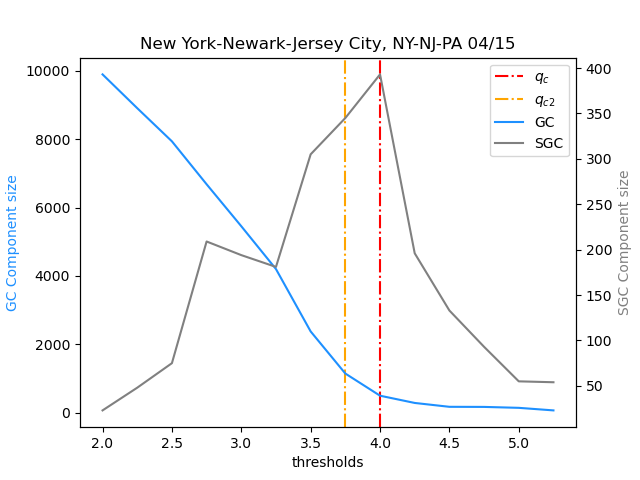 New York-Newark-Jersey City, NY-NJ-PA 04/15
10000
8000
6000
4000
2000
0
GC Component size
400
350
300
250
200
150
100
50
SGC Component size
q_c
q_c2
GC
SGC
2.0 2.5 3.0 3.5 4.0 4.5 5.0
thresholds